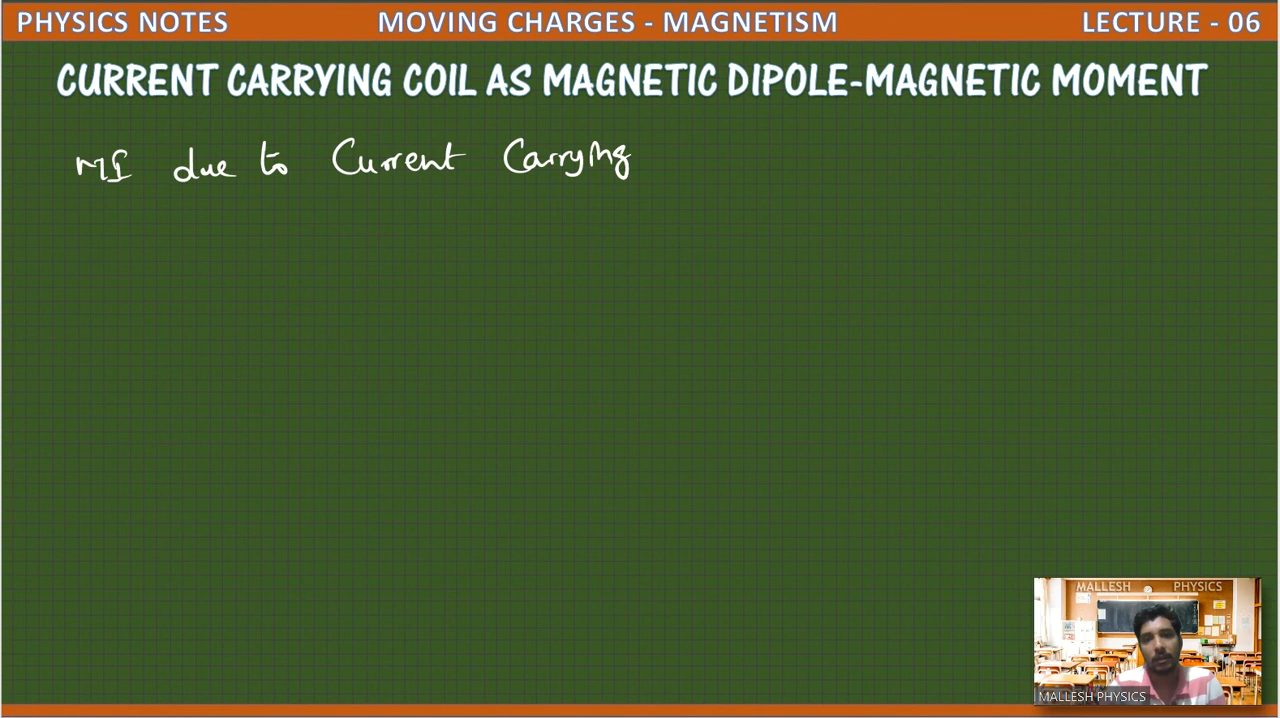 PHYSICS NOTES MOVING CHARGES - MAGNETISM LECTURE - 06
CURRENT CARRYING COIL AS MAGNETIC DIPOLE-MAGNETIC MOMENT
MI due to Current Carrying
MALLESH PHYSICS
MALLESH PHYSICS